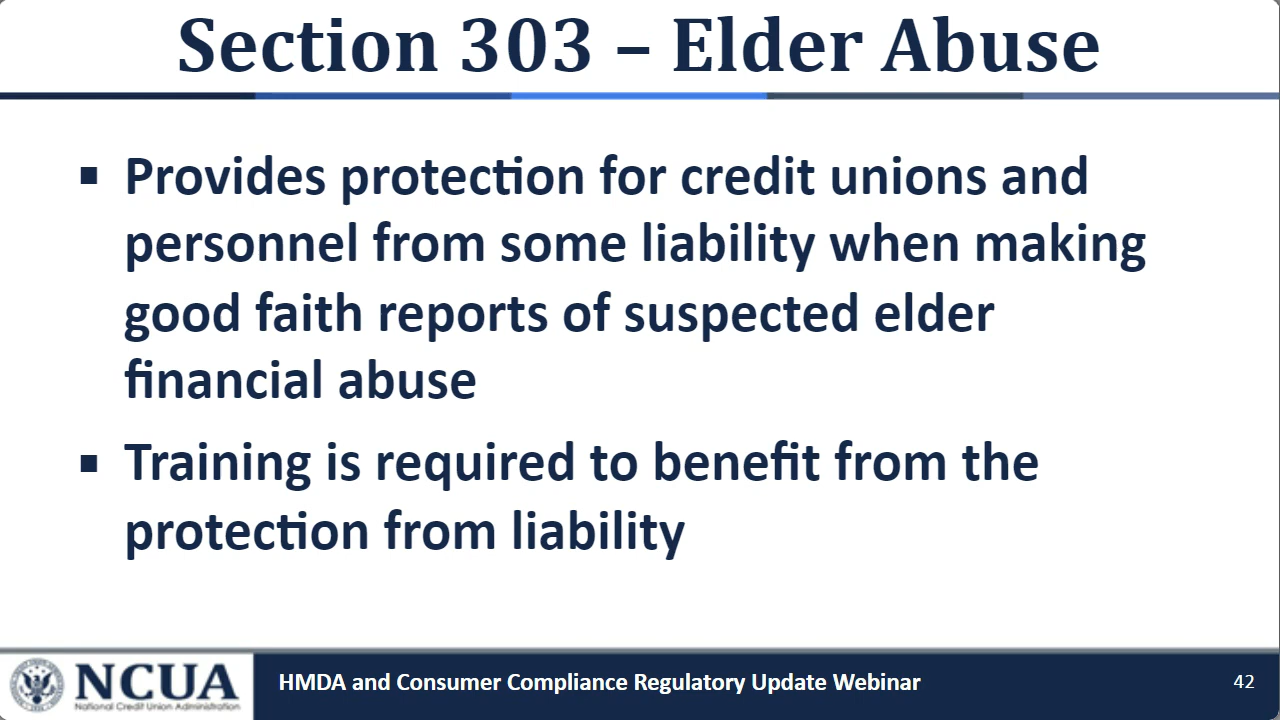 Section 303 – Elder Abuse
▪ Provides protection for credit unions and
personnel from some liability when making
good faith reports of suspected elder
financial abuse
▪ Training is required to benefit from the
protection from liability
NCUA
National Credit Union Administration
HMDA and Consumer Compliance Regulatory Update Webinar
42